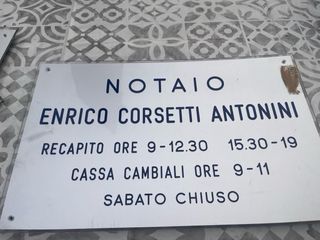 NOTAIO
ENRICO CORSETTI ANTONINI
RECAPITO ORE 9-12.30 15.30-19
CASSA CAMBIALI ORE 9-11
SABATO CHIUSO